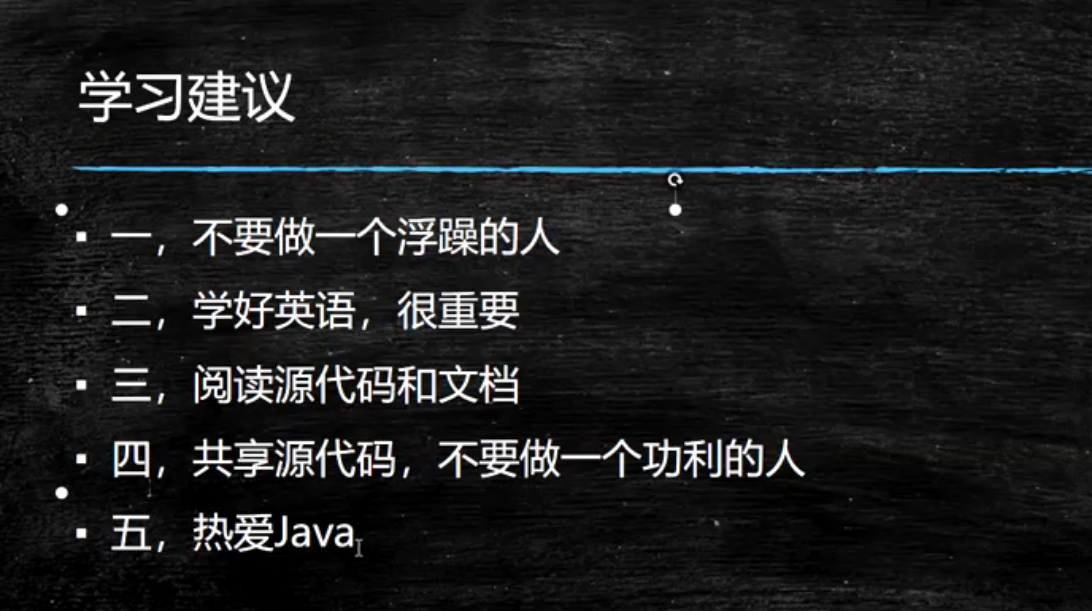 学习建议
一，不要做一个浮躁的人
二，学好英语，很重要
三，阅读源代码和文档
四，共享源代码，不要做一个功利的人
五，热爱Java